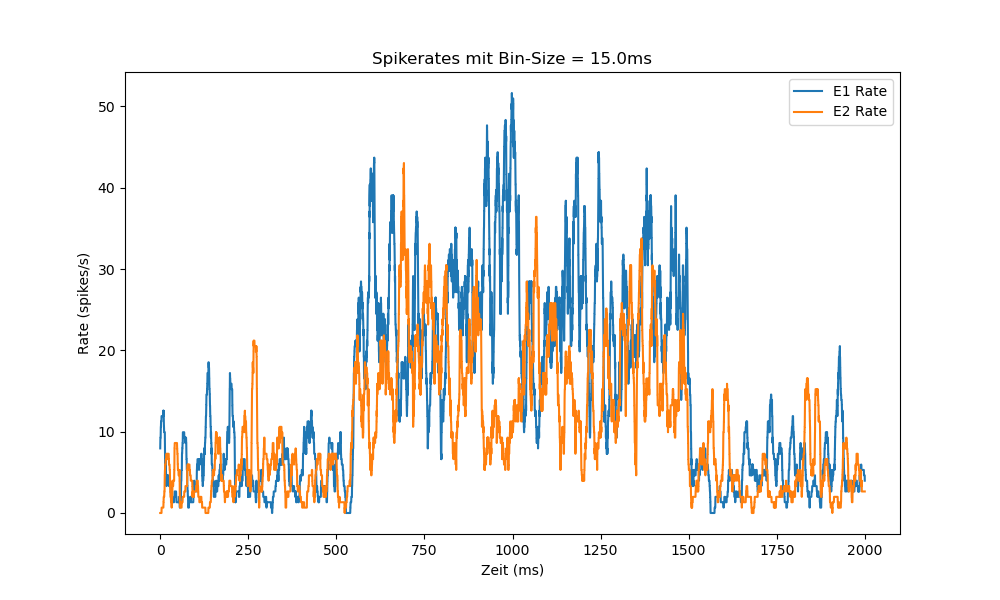 Spikerates mit Bin-Size = 15.0ms
E1 Rate
E2 Rate
Rate (spikes/s)
50
40
30
20
10
0
0 250 500 750 1000 1250 1500 1750 2000
Zeit (ms)